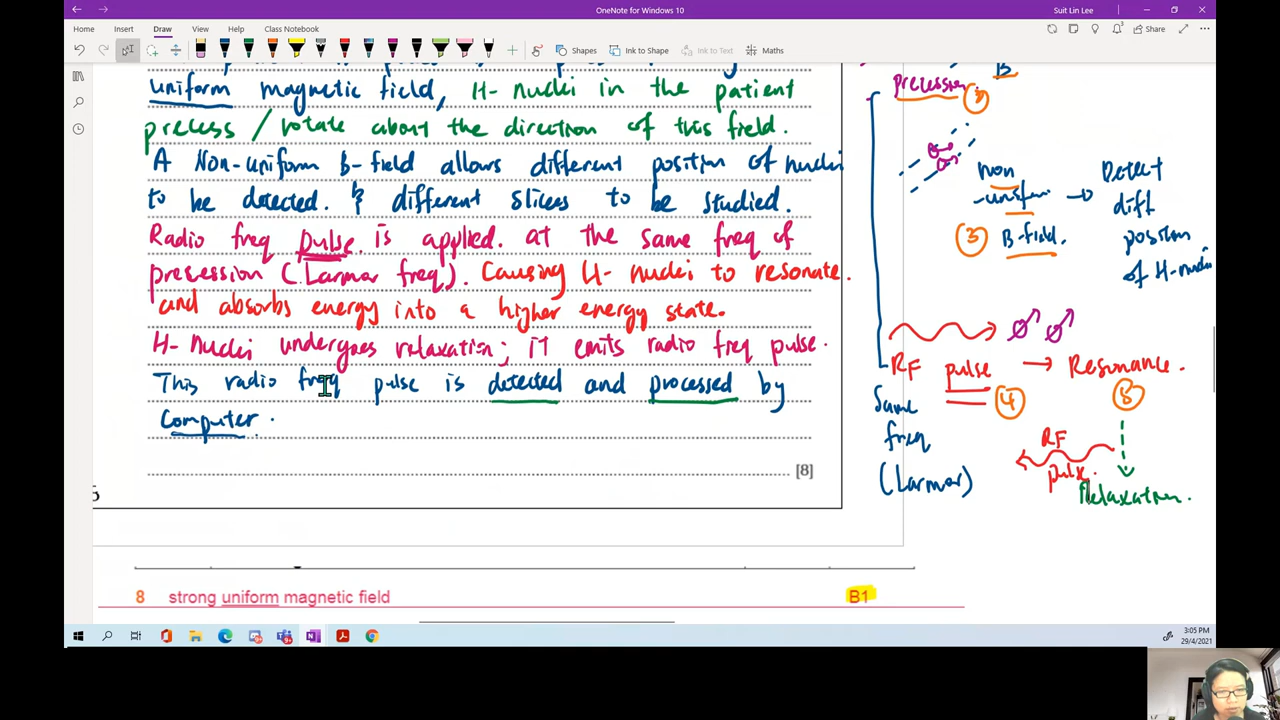 OneNote for Windows 10
Suit Lin Lee
Home Insert Draw View Help Class Notebook
Share
Shapes Ink to Shape Ink to Text Maths
uniform magnetic field, H-nuclei in the patient
precess / rotate about the direction of this field.
A Non-uniform B-field allows different position of nuclei
to be detected. & different slices to be studied.
Radio freq pulse is applied. at the same freq of
precession (Larmor freq). Causing H-nuclei to resonate.
and absorbs energy into a higher energy state.
H-nuclei undergoes relaxation; it emits radio freq pulse.
This radio freq pulse is detected and processed by
computer.
[8]
B
precession 3
Non
-uniform → Detect
diff
position
of H-nuclei
B-field.
RF pulse → Resonance.
4
5
Same
freq
(Larmor)
RF
pulse.
Relaxation.
8 strong uniform magnetic field B1
3:05 PM
29/4/2021